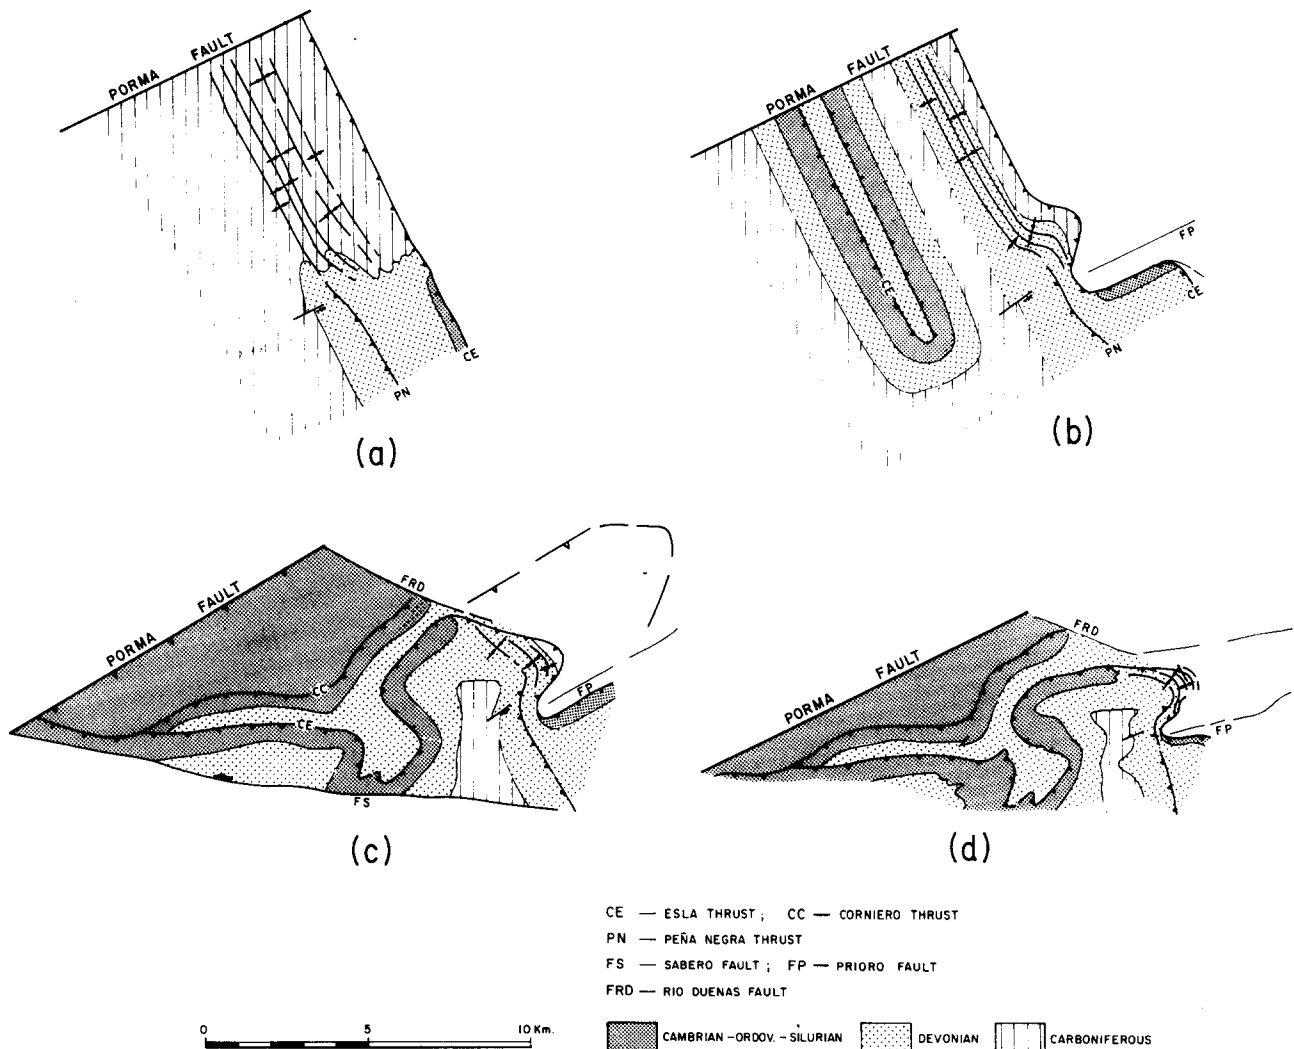 PORMA FAULT
CE
PN
(a)
PORMA FAULT
CE
FP
CE
PN
(b)
PORMA FAULT
FRD
CC
CE
FP
FS
(c)
PORMA FAULT
FRD
FP
(d)
CE — ESLA THRUST ; CC — CORNIERO THRUST
PN — PEÑA NEGRA THRUST
FS — SABERO FAULT ; FP — PRIORO FAULT
FRD — RIO DUENAS FAULT
0 5 10 Km.
CAMBRIAN – ORDOV. – SILURIAN DEVONIAN CARBONIFEROUS